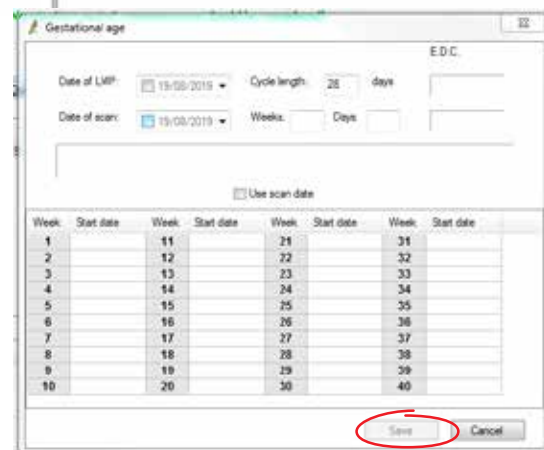 Gestational age
E.D.C.
Date of LMP: 19/08/2019 Cycle length: 28 days
Date of scan: 19/08/2019 Weeks: Days
Use scan date
Week Start date Week Start date Week Start date Week Start date
1 11 21 31
2 12 22 32
3 13 23 33
4 14 24 34
5 15 25 35
6 16 26 36
7 17 27 37
8 18 28 38
9 19 29 39
10 20 30 40
Save Cancel